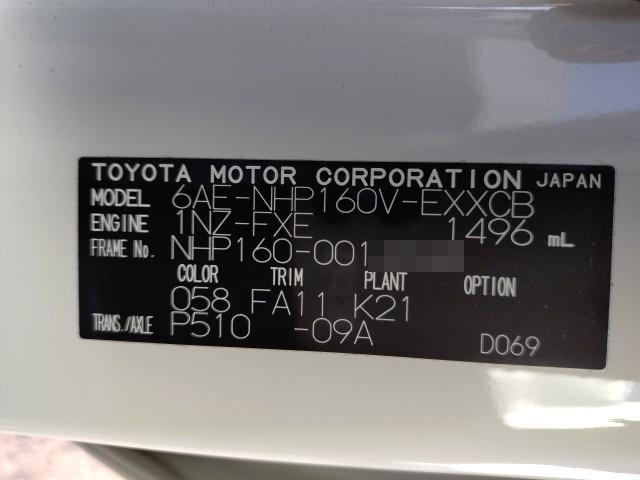 TOYOTA MOTOR CORPORATION JAPAN
MODEL 6AE-NHP160V-EXXCB
ENGINE 1NZ-FXE 1496 mL
FRAME No. NHP160-001
COLOR TRIM PLANT OPTION
058 FA11 K21
TRANS./AXLE P510 -09A D069